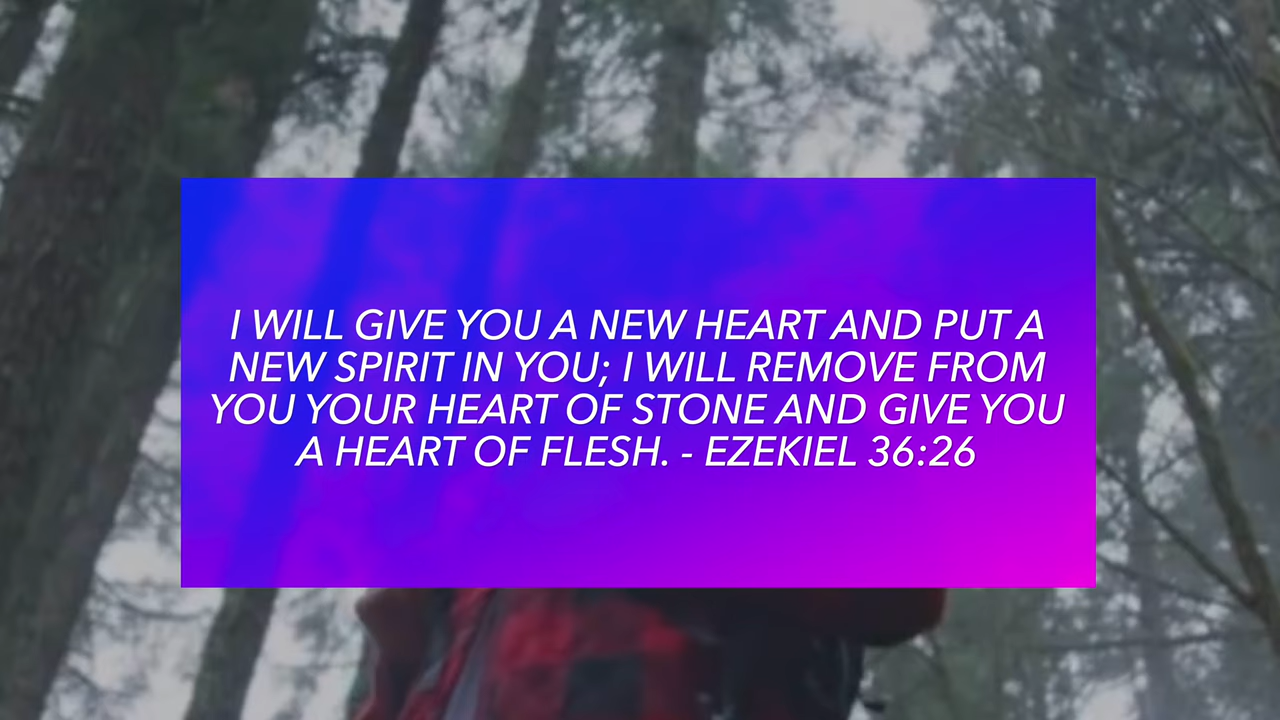 I WILL GIVE YOU A NEW HEART AND PUT A
NEW SPIRIT IN YOU; I WILL REMOVE FROM
YOU YOUR HEART OF STONE AND GIVE YOU
A HEART OF FLESH. - EZEKIEL 36:26